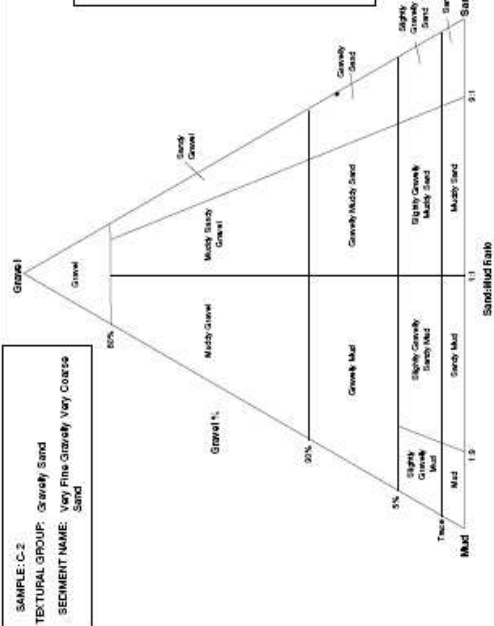 SAMPLE: C-2
TEXTURAL GROUP: Gravelly Sand
SEDIMENT NAME: Very Fine Gravelly Very Coarse
Sand
Gravel
Gravel
80%
Sandy
Gravel
Muddy Gravel
Muddy Sandy
Gravel
Gravel %
30%
Gravelly
Sand
Gravelly Mud
Gravelly Muddy Sand
5%
Slightly
Gravelly
Sand
Slightly
Gravelly
Mud
Slightly Gravelly
Sandy Mud
Slightly Gravelly
Muddy Sand
Trace
Mud
Sandy Mud
Muddy Sand
San
Mud
1:9
1:1
9:1
San
Sand:Mud Ratio